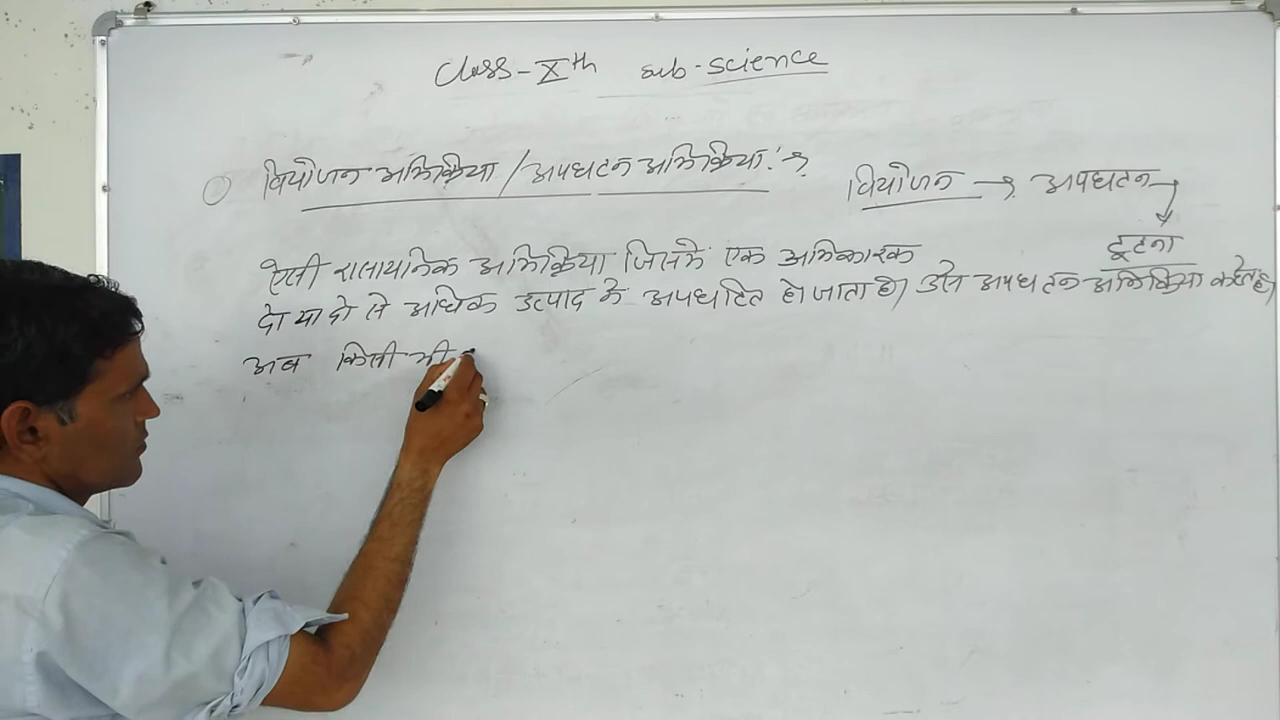 Class-Xth sub-science
वियोजन अभिक्रिया/अपघटन अभिक्रिया:→
वियोजन → अपघटन
टूटना
ऐसी रासायनिक अभिक्रिया जिसमें एक अभिकारक
दो या दो से अधिक उत्पाद में अपघटित हो जाता है। उसे अपघटन अभिक्रिया कहते है।
अब किसी भी